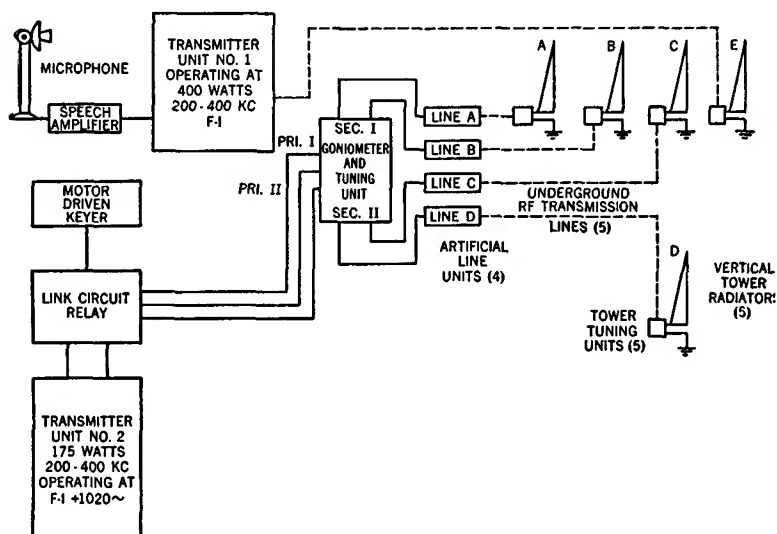 MICROPHONE
SPEECH
AMPLIFIER
TRANSMITTER
UNIT NO. 1
OPERATING AT
400 WATTS
200-400 KC
F-I
PRI. I
PRI. II
SEC. I
GONIOMETER
AND
TUNING
UNIT
SEC. II
LINE A
LINE B
LINE C
LINE D
ARTIFICIAL
LINE
UNITS (4)
UNDERGROUND
RF TRANSMISSION
LINES (5)
A
B
C
E
D
TOWER
TUNING
UNITS (5)
VERTICAL
TOWER
RADIATORS
(5)
MOTOR
DRIVEN
KEYER
LINK CIRCUIT
RELAY
TRANSMITTER
UNIT NO. 2
175 WATTS
200-400 KC
OPERATING AT
F-I +1020~